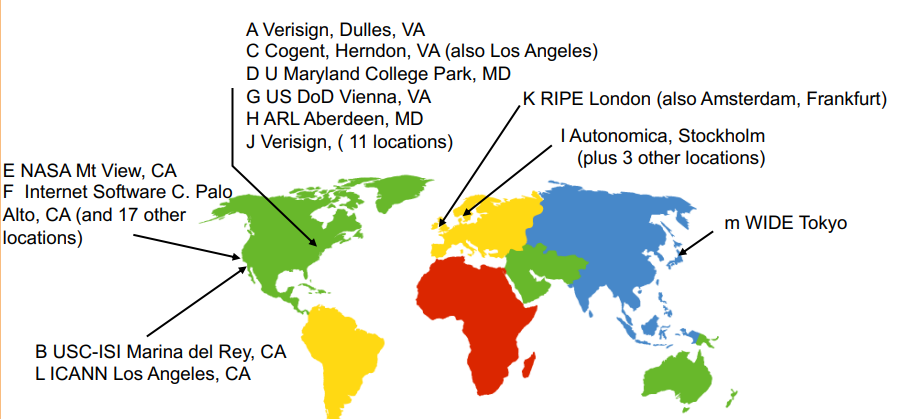 A Verisign, Dulles, VA
C Cogent, Herndon, VA (also Los Angeles)
D U Maryland College Park, MD
G US DoD Vienna, VA
H ARL Aberdeen, MD
J Verisign, ( 11 locations)
K RIPE London (also Amsterdam, Frankfurt)
I Autonomica, Stockholm
(plus 3 other locations)
E NASA Mt View, CA
F Internet Software C. Palo
Alto, CA (and 17 other
locations)
m WIDE Tokyo
B USC-ISI Marina del Rey, CA
L ICANN Los Angeles, CA